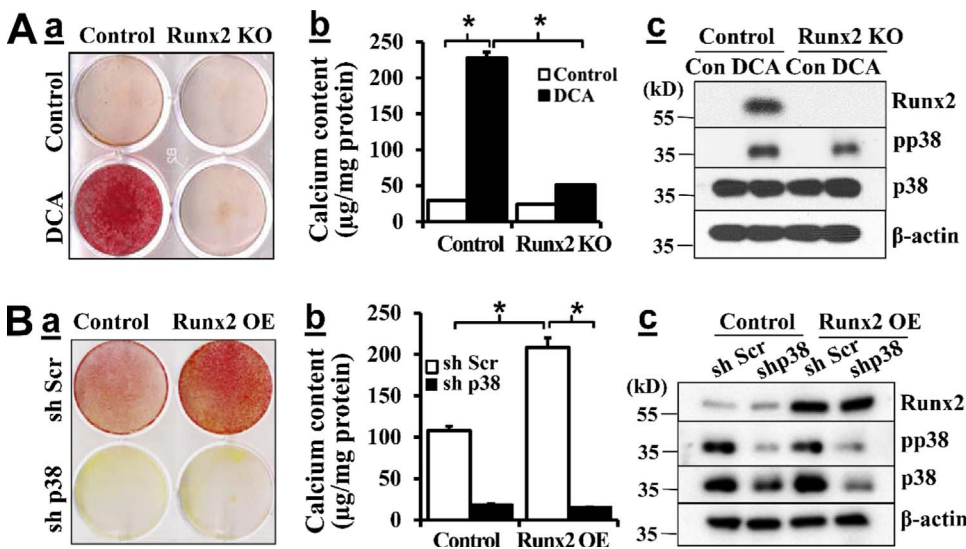 A
a
Control Runx2 KO
Control
DCA
b
*
*
Calcium content
(µg/mg protein)
250
200
150
100
50
0
Control
DCA
Control Runx2 KO
c
Control Runx2 KO
Con DCA Con DCA
(kD)
55
35
35
Runx2
pp38
p38
β-actin
B
a
Control Runx2 OE
sh Scr
sh p38
b
*
*
Calcium content
(µg/mg protein)
250
200
150
100
50
0
sh Scr
sh p38
Control Runx2 OE
c
Control Runx2 OE
sh Scr shp38 sh Scr shp38
(kD)
55
35
35
35
Runx2
pp38
p38
β-actin